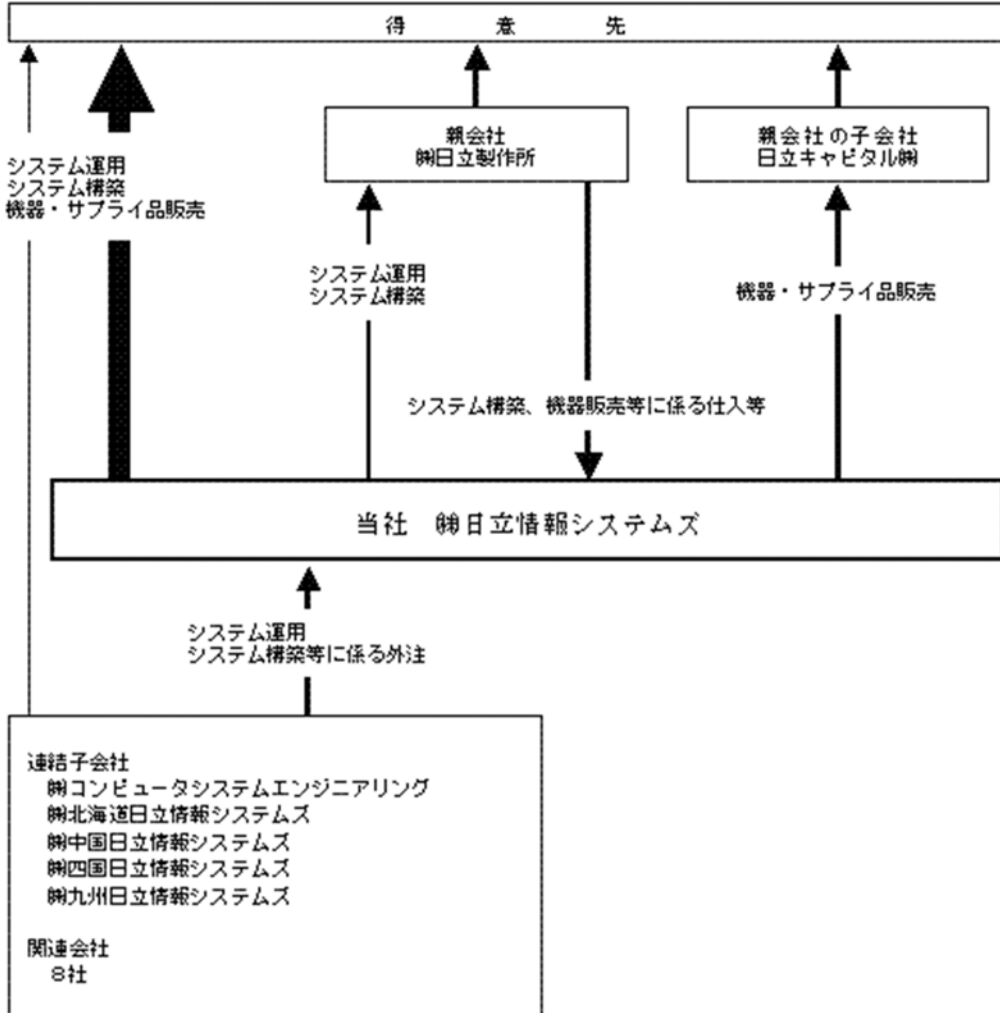 得意先
親会社
㈱日立製作所
親会社の子会社
日立キャピタル㈱
システム運用
システム構築
機器・サプライ品販売
システム運用
システム構築
機器・サプライ品販売
システム構築、機器販売等に係る仕入等
当社 ㈱日立情報システムズ
システム運用
システム構築等に係る外注
連結子会社
㈱コンピュータシステムエンジニアリング
㈱北海道日立情報システムズ
㈱中国日立情報システムズ
㈱四国日立情報システムズ
㈱九州日立情報システムズ
関連会社
8社